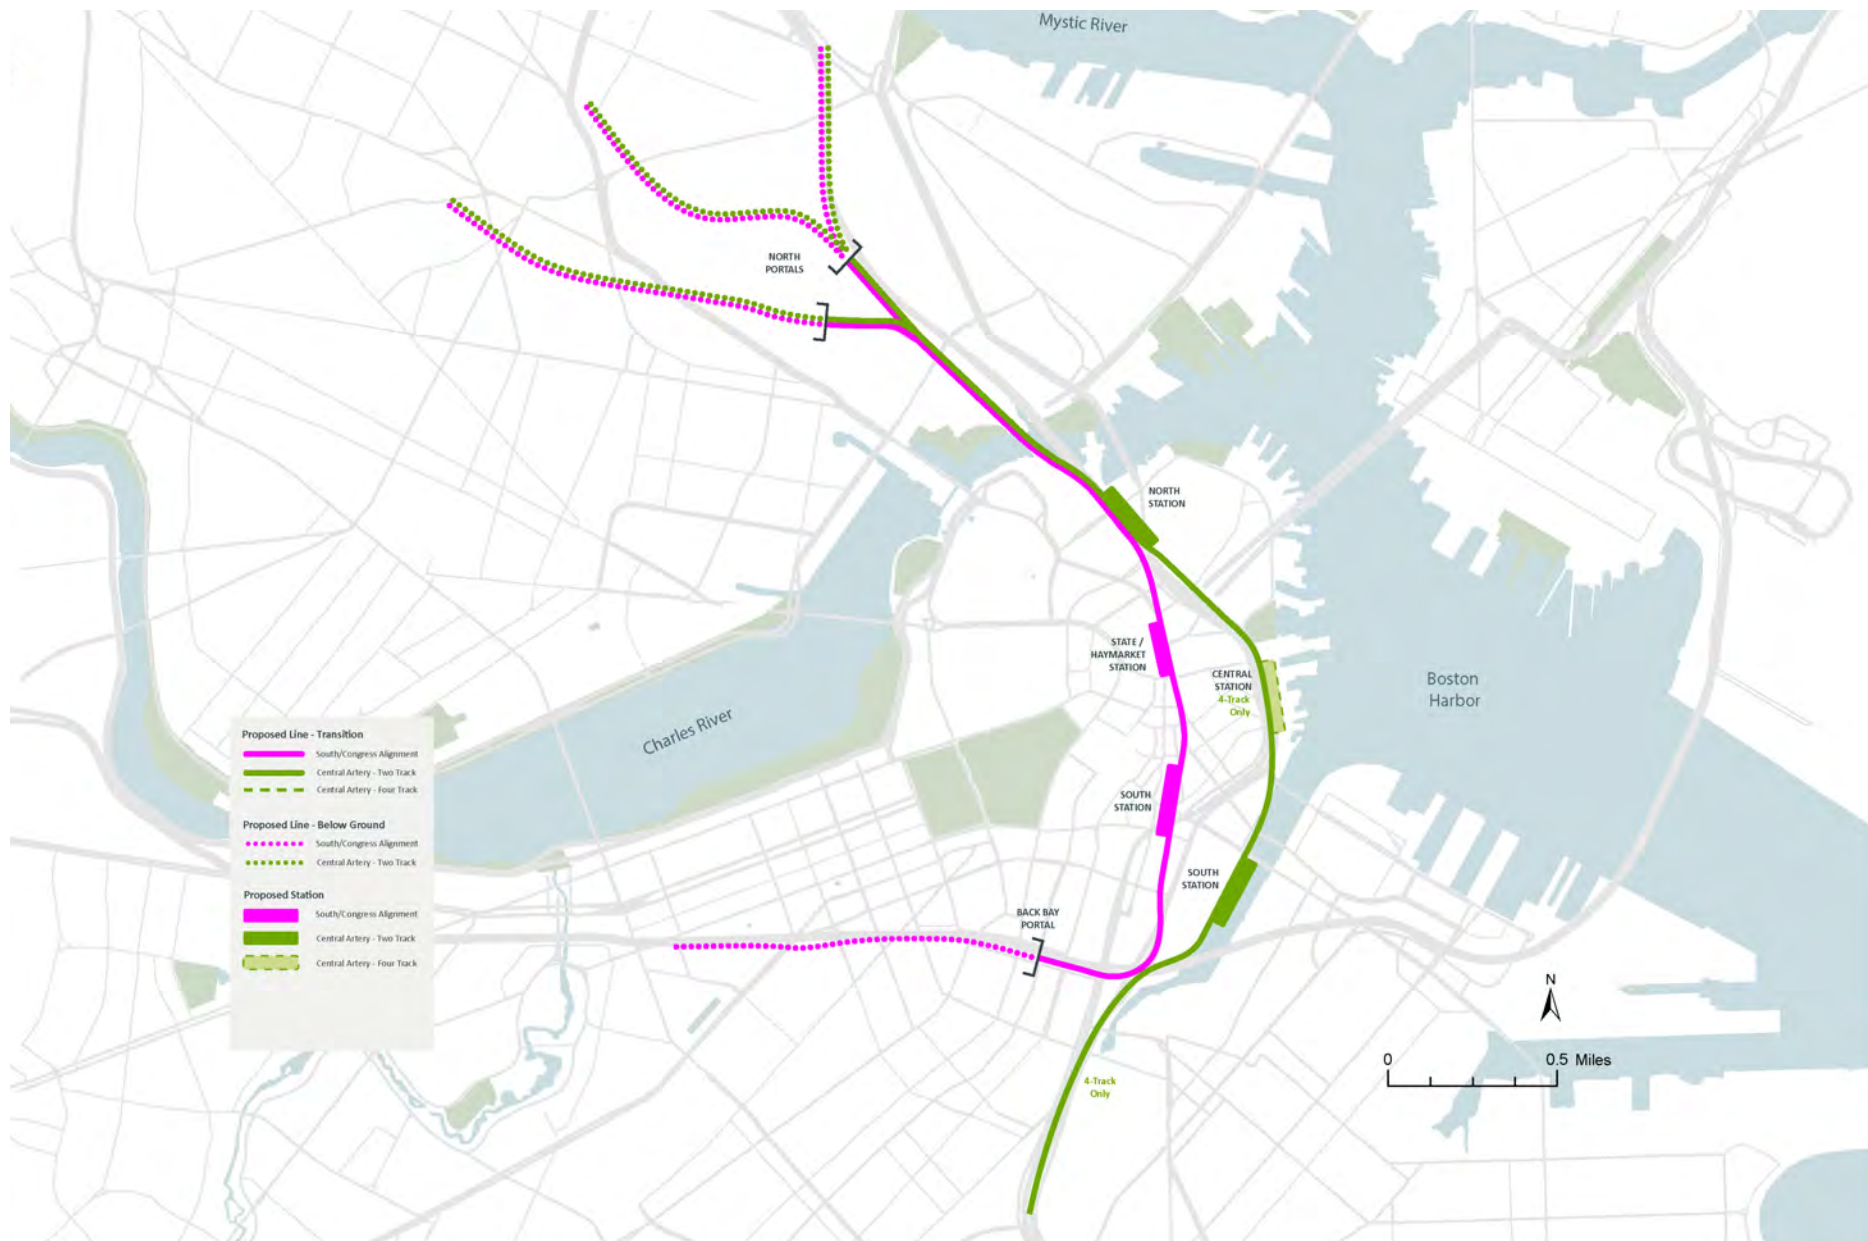 Mystic River
NORTH
PORTALS
NORTH
STATION
STATE /
HAYMARKET
STATION
CENTRAL
STATION
4-Track
Only
Boston
Harbor
Charles River
SOUTH
STATION
SOUTH
STATION
BACK BAY
PORTAL
4-Track
Only
Proposed Line - Transition
South/Congress Alignment
Central Artery - Two Track
Central Artery - Four Track
Proposed Line - Below Ground
South/Congress Alignment
Central Artery - Two Track
Proposed Station
South/Congress Alignment
Central Artery - Two Track
Central Artery - Four Track
N
0 0.5 Miles